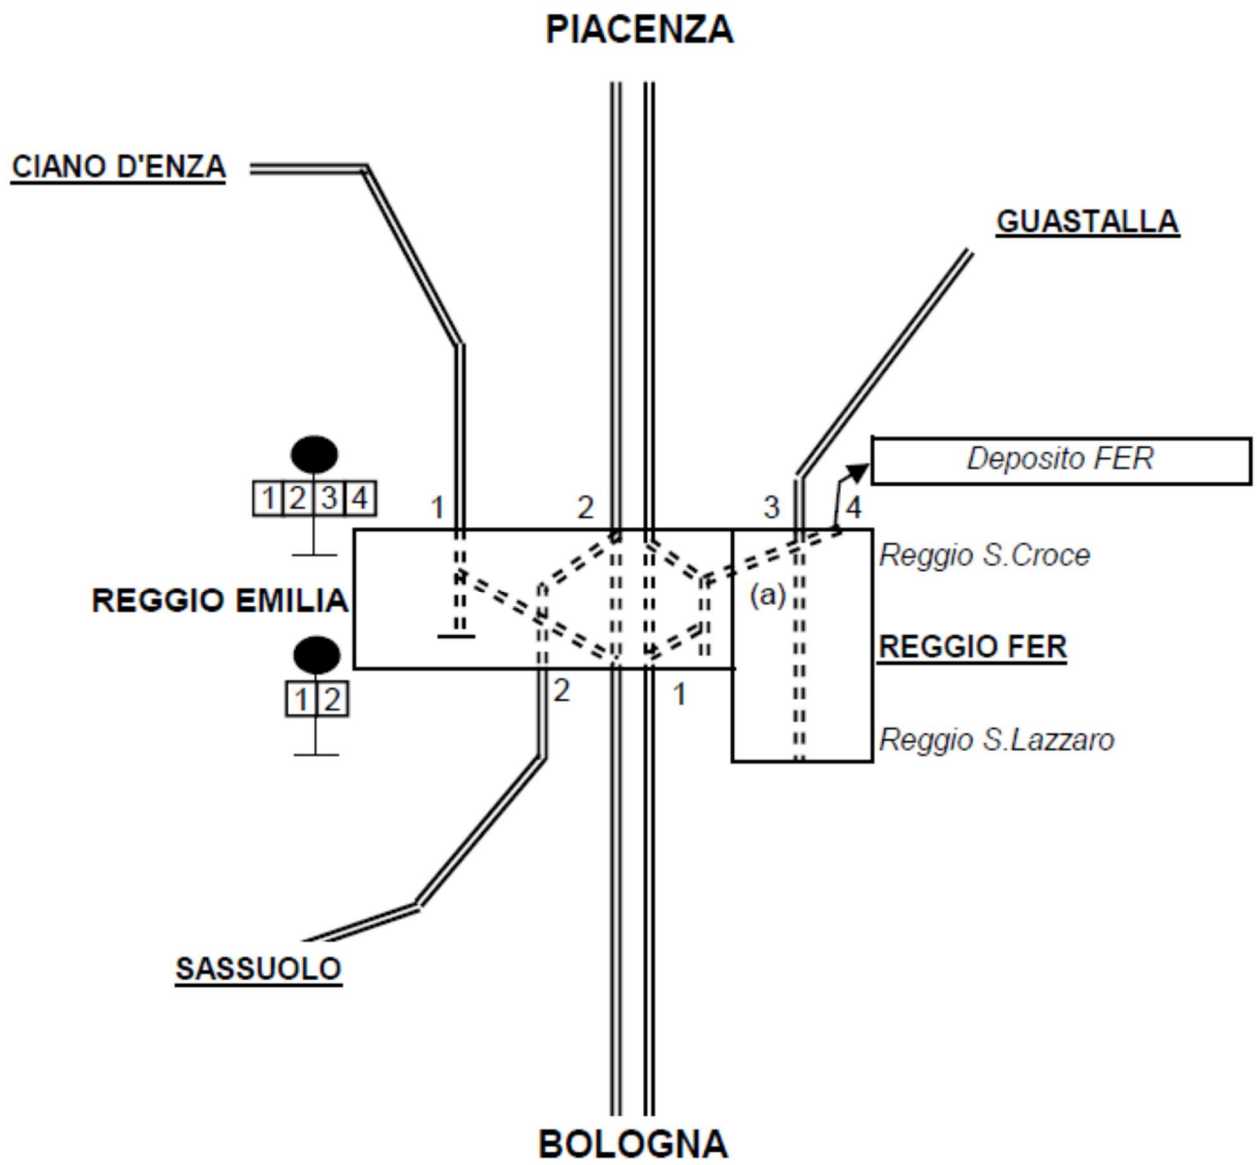 PIACENZA
CIANO D'ENZA
GUASTALLA
Deposito FER
1 2 3 4
1
2
3
4
Reggio S.Croce
(a)
REGGIO EMILIA
REGGIO FER
1 2
2
1
Reggio S.Lazzaro
SASSUOLO
BOLOGNA